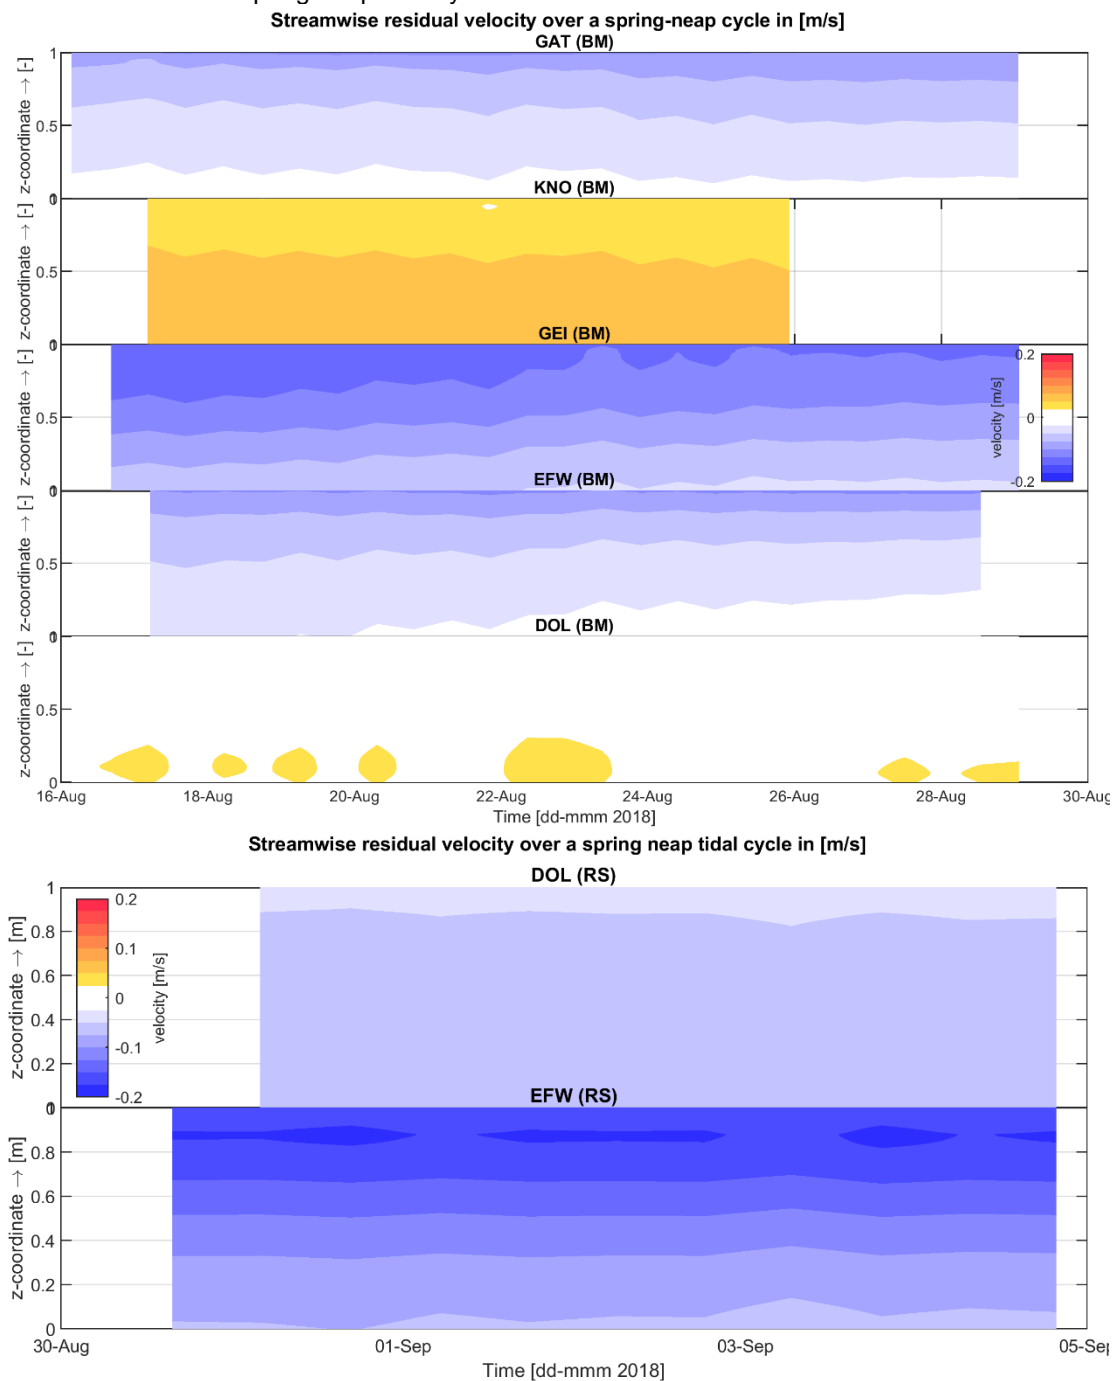 Streamwise residual velocity over a spring-neap cycle in [m/s]
GAT (BM)
1
0.5
z-coordinate → [-]
KNO (BM)
0.5
z-coordinate → [-]
GEI (BM)
0.5
z-coordinate → [-]
0.2
0
-0.2
velocity [m/s]
EFW (BM)
0.5
z-coordinate → [-]
DOL (BM)
0.5
0
z-coordinate → [-]
16-Aug 18-Aug 20-Aug 22-Aug 24-Aug 26-Aug 28-Aug 30-Aug
Time [dd-mmm 2018]
Streamwise residual velocity over a spring neap tidal cycle in [m/s]
DOL (RS)
1
0.8
0.6
0.4
0.2
z-coordinate → [m]
0.2
0.1
0
-0.1
-0.2
velocity [m/s]
EFW (RS)
0.8
0.6
0.4
0.2
0
z-coordinate → [m]
30-Aug 01-Sep 03-Sep 05-Sep
Time [dd-mmm 2018]